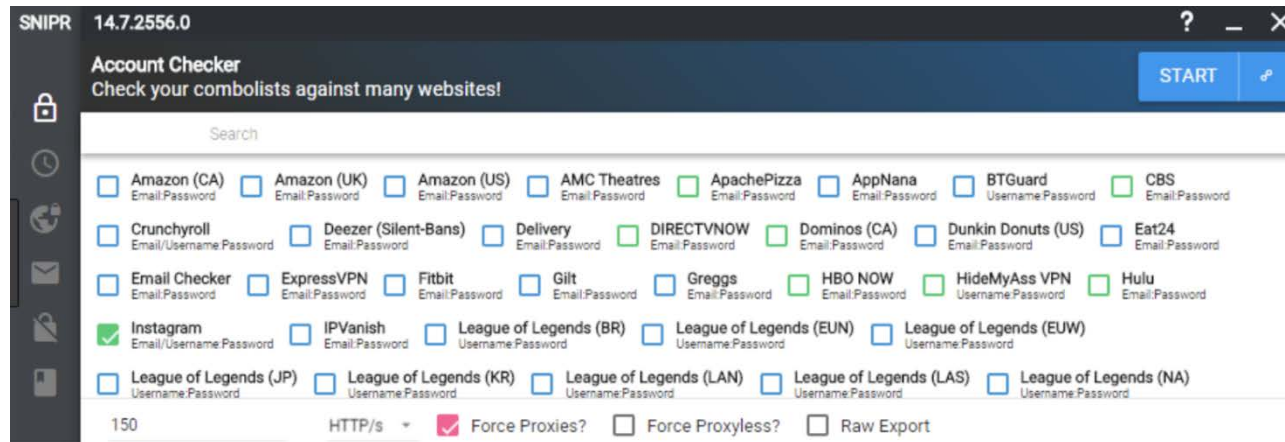 SNIPR 14.7.2556.0 ? _ X
Account Checker
Check your combolists against many websites!
START
Search
Amazon (CA) Amazon (UK) Amazon (US) AMC Theatres ApachePizza AppNana BTGuard CBS
Email:Password Email:Password Email:Password Email:Password Email:Password Email:Password Username:Password Email:Password
Crunchyroll Deezer (Silent-Bans) Delivery DIRECTVNOW Dominos (CA) Dunkin Donuts (US) Eat24
Email/Username:Password Email:Password Email:Password Email:Password Email:Password Email:Password Email:Password
Email Checker ExpressVPN Fitbit Gilt Greggs HBO NOW HideMyAss VPN Hulu
Email:Password Email:Password Email:Password Email:Password Email:Password Email:Password Username:Password Email:Password
Instagram IPVanish League of Legends (BR) League of Legends (EUN) League of Legends (EUW)
Email/Username:Password Email:Password Username:Password Username:Password Username:Password
League of Legends (JP) League of Legends (KR) League of Legends (LAN) League of Legends (LAS) League of Legends (NA)
Username:Password Username:Password Username:Password Username:Password Username:Password
150 HTTP/s Force Proxies? Force Proxyless? Raw Export